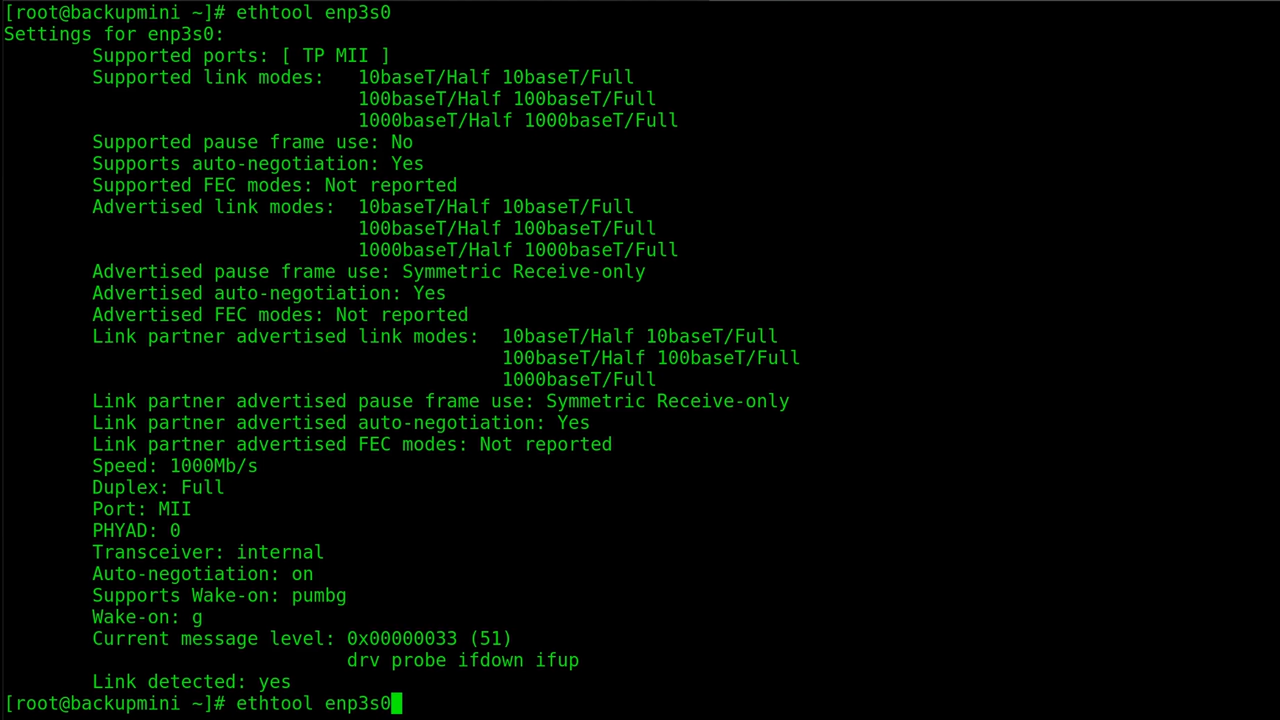 [root@backupmini ~]# ethtool enp3s0
Settings for enp3s0:
        Supported ports: [ TP MII ]
        Supported link modes:   10baseT/Half 10baseT/Full
                                100baseT/Half 100baseT/Full
                                1000baseT/Half 1000baseT/Full
        Supported pause frame use: No
        Supports auto-negotiation: Yes
        Supported FEC modes: Not reported
        Advertised link modes:  10baseT/Half 10baseT/Full
                                100baseT/Half 100baseT/Full
                                1000baseT/Half 1000baseT/Full
        Advertised pause frame use: Symmetric Receive-only
        Advertised auto-negotiation: Yes
        Advertised FEC modes: Not reported
        Link partner advertised link modes:  10baseT/Half 10baseT/Full
                                             100baseT/Half 100baseT/Full
                                             1000baseT/Full
        Link partner advertised pause frame use: Symmetric Receive-only
        Link partner advertised auto-negotiation: Yes
        Link partner advertised FEC modes: Not reported
        Speed: 1000Mb/s
        Duplex: Full
        Port: MII
        PHYAD: 0
        Transceiver: internal
        Auto-negotiation: on
        Supports Wake-on: pumbg
        Wake-on: g
        Current message level: 0x00000033 (51)
                               drv probe ifdown ifup
        Link detected: yes
[root@backupmini ~]# ethtool enp3s0